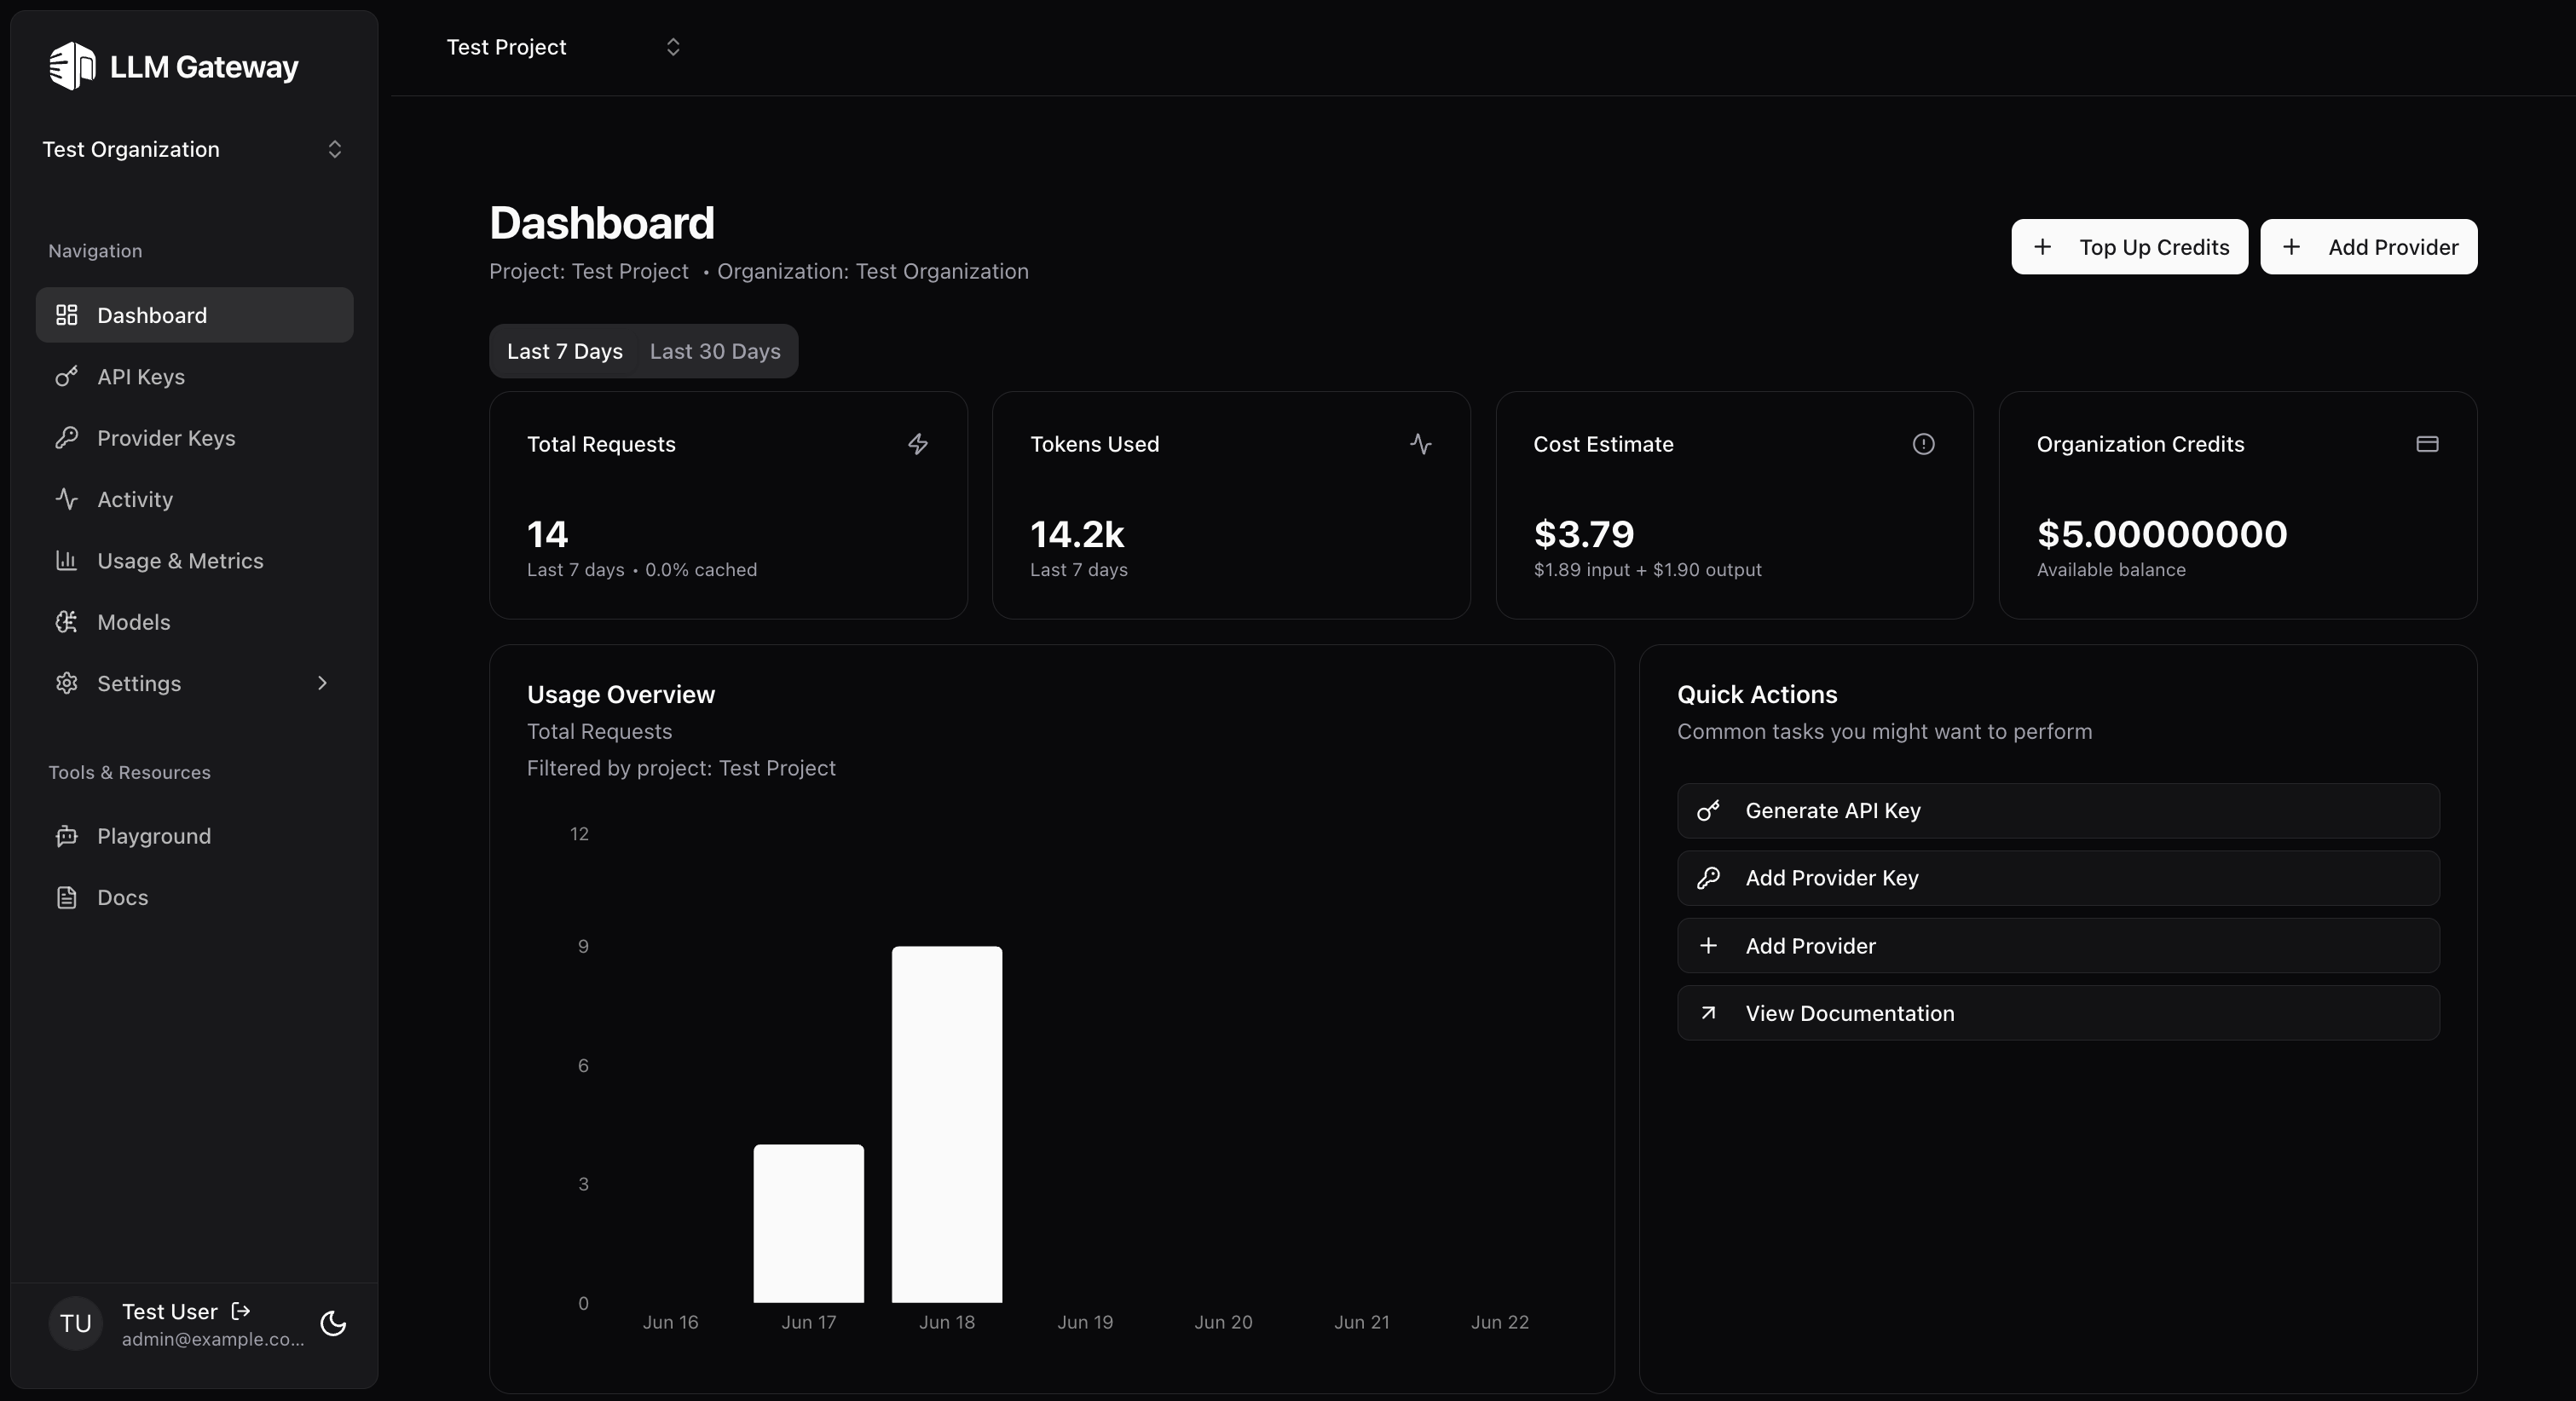 LLM Gateway
Test Organization
Navigation
Dashboard
API Keys
Provider Keys
Activity
Usage & Metrics
Models
Settings
Tools & Resources
Playground
Docs
TU
Test User
admin@example.co...
Test Project
Dashboard
Project: Test Project • Organization: Test Organization
Top Up Credits
Add Provider
Last 7 Days
Last 30 Days
Total Requests
14
Last 7 days • 0.0% cached
Tokens Used
14.2k
Last 7 days
Cost Estimate
$3.79
$1.89 input + $1.90 output
Organization Credits
$5.00000000
Available balance
Usage Overview
Total Requests
Filtered by project: Test Project
12
9
6
3
0
Jun 16
Jun 17
Jun 18
Jun 19
Jun 20
Jun 21
Jun 22
Quick Actions
Common tasks you might want to perform
Generate API Key
Add Provider Key
Add Provider
View Documentation